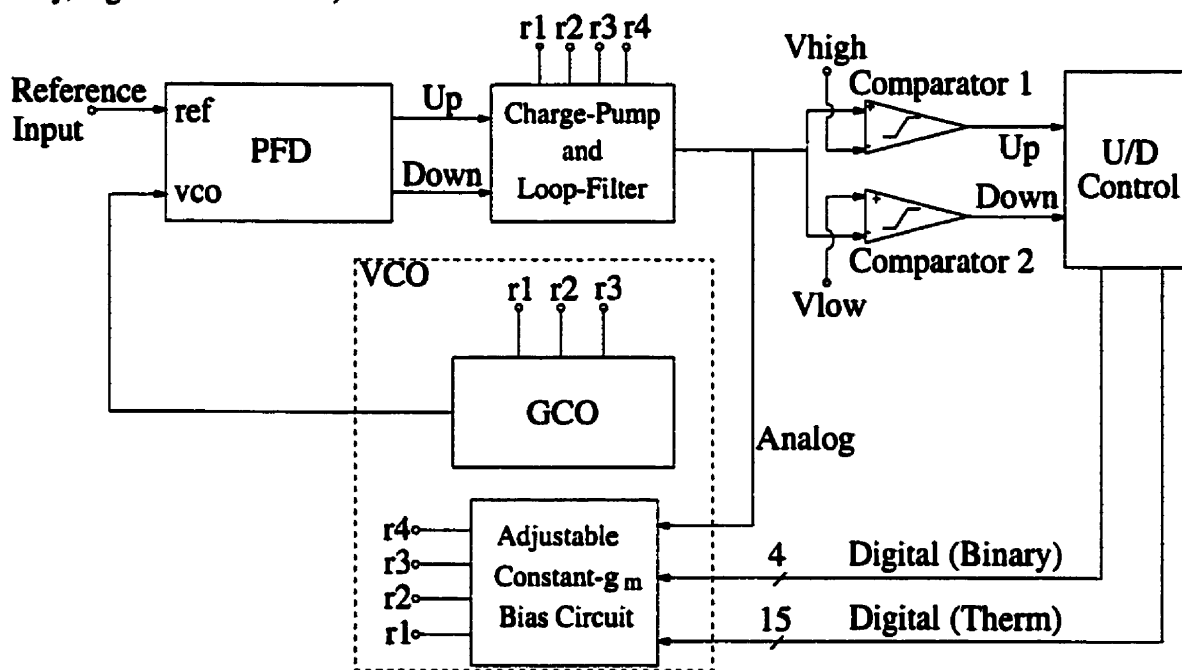 r1 r2 r3 r4
Vhigh
Reference
Input
ref
PFD
vco
Up
Down
Charge-Pump
and
Loop-Filter
Comparator 1
+
-
Up
U/D
Control
+
-
Down
Comparator 2
Vlow
VCO
r1 r2 r3
GCO
Analog
r4
r3
r2
r1
Adjustable
Constant-gm
Bias Circuit
4 Digital (Binary)
15 Digital (Therm)